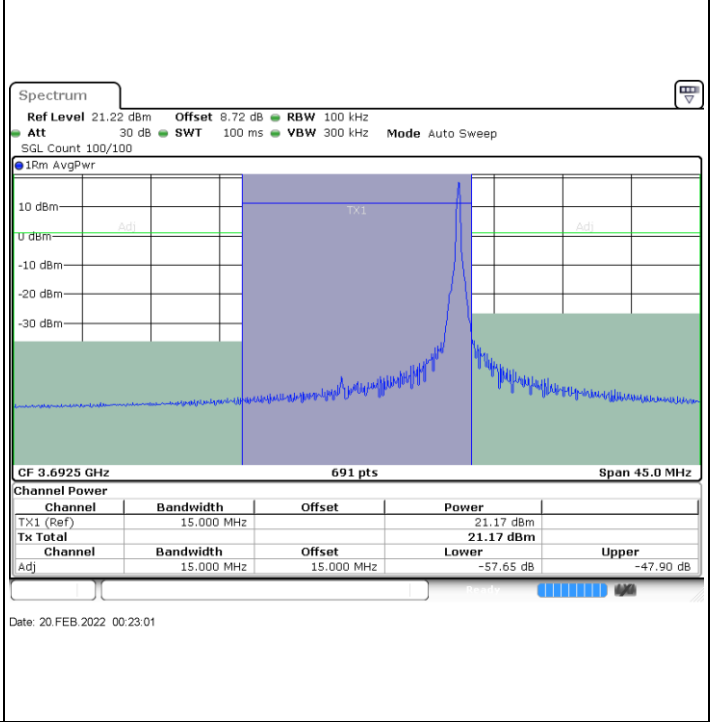 Spectrum
Ref Level 21.22 dBm Offset 8.72 dB RBW 100 kHz
Att 30 dB SWT 100 ms VBW 300 kHz Mode Auto Sweep
SGL Count 100/100
1Rm AvgPwr
10 dBm
TX1
Adj
Adj
0 dBm
-10 dBm
-20 dBm
-30 dBm
CF 3.6925 GHz 691 pts Span 45.0 MHz
Channel Power
Channel Bandwidth Offset Power
TX1 (Ref) 15.000 MHz 21.17 dBm
Tx Total 21.17 dBm
Channel Bandwidth Offset Lower Upper
Adj 15.000 MHz 15.000 MHz -57.65 dB -47.90 dB
Ready
Date: 20.FEB.2022 00:23:01